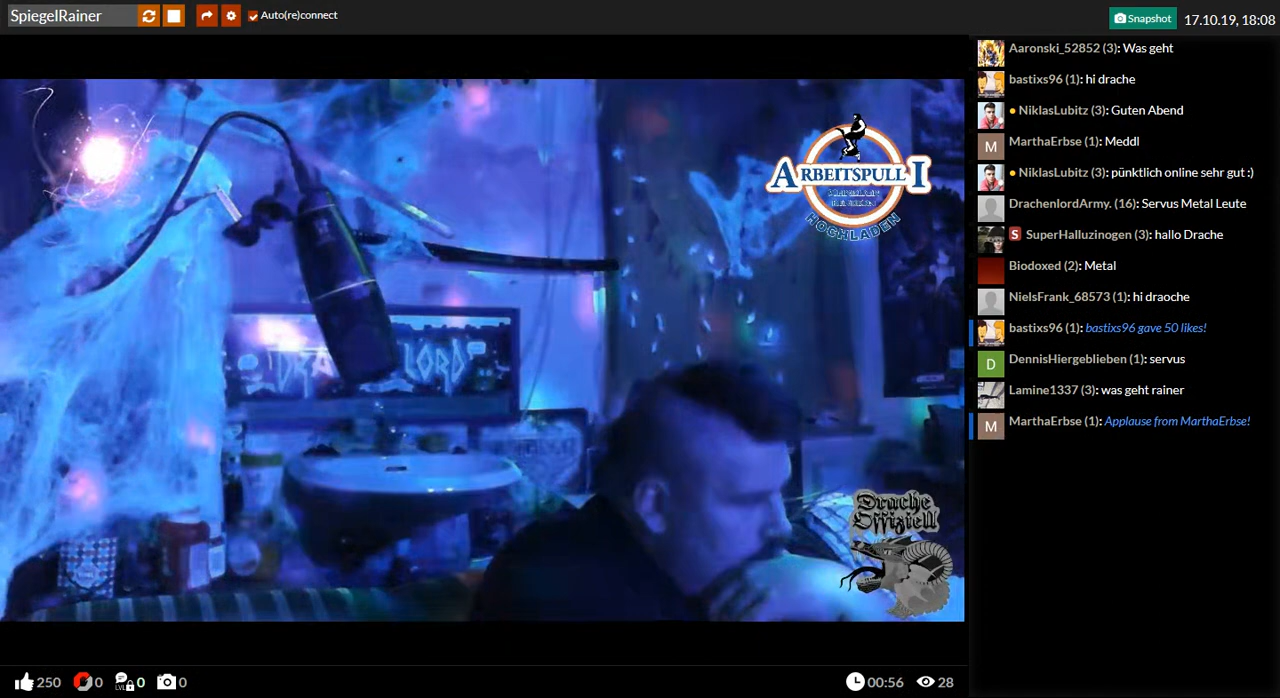 SpiegelRainer
Auto(re)connect
Snapshot
17.10.19, 18:08
Aaronski_52852 (3): Was geht
bastixs96 (1): hi drache
NiklasLubitz (3): Guten Abend
M MarthaErbse (1): Meddl
NiklasLubitz (3): pünktlich online sehr gut :)
DrachenlordArmy. (16): Servus Metal Leute
S SuperHalluzinogen (3): hallo Drache
Biodoxed (2): Metal
NielsFrank_68573 (1): hi draoche
bastixs96 (1): bastixs96 gave 50 likes!
D DennisHiergeblieben (1): servus
Lamine1337 (3): was geht rainer
M MarthaErbse (1): Applause from MarthaErbse!
ARBEITSPULLI
HOCHLADEN
LORD
Drache
Offiziell
250
0
LVL 0
0
00:56
28